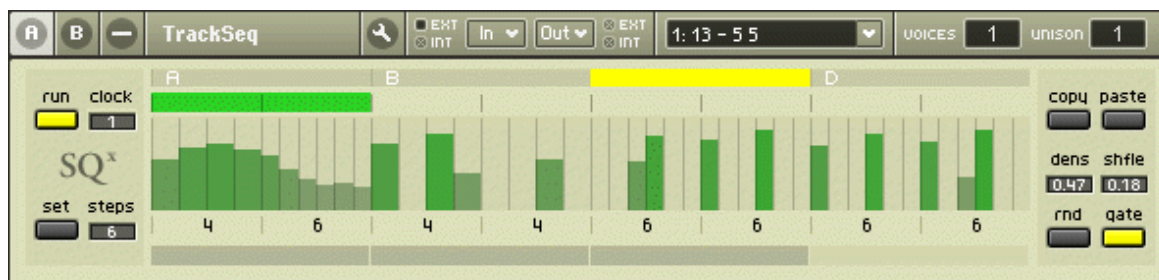 A B TrackSeq EXT INT In Out EXT INT 1: 13 - 5 5 VOICES 1 UNISON 1
A B D
run clock
1
SQx
set steps
6
4 6 4 4 6 6 6 6
copy paste
dens shfle
0.47 0.18
rnd gate